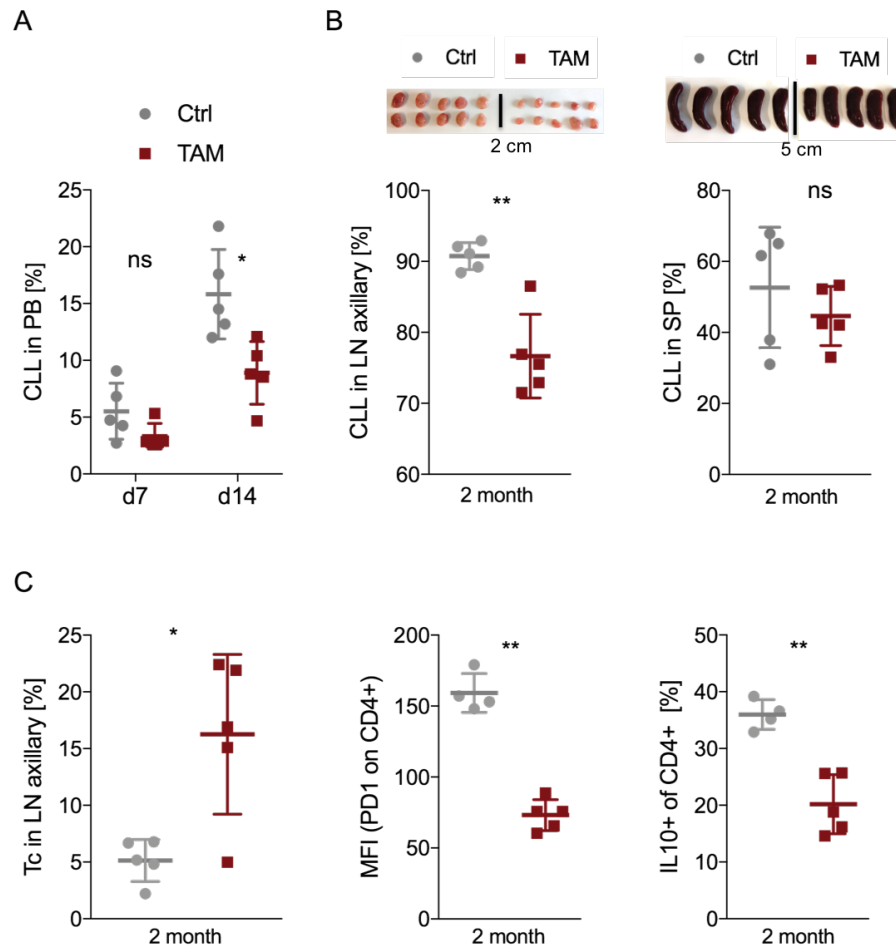 A
Ctrl
TAM
CLL in PB [%]
25
20
15
10
5
0
ns
*
d7
d14
B
Ctrl
TAM
2 cm
CLL in LN axillary [%]
100
90
80
70
60
**
2 month
Ctrl
TAM
5 cm
CLL in SP [%]
80
60
40
20
0
ns
2 month
C
Tc in LN axillary [%]
25
20
15
10
5
0
*
2 month
MFI (PD1 on CD4+)
200
150
100
50
0
**
2 month
IL10+ of CD4+ [%]
50
40
30
20
10
0
**
2 month